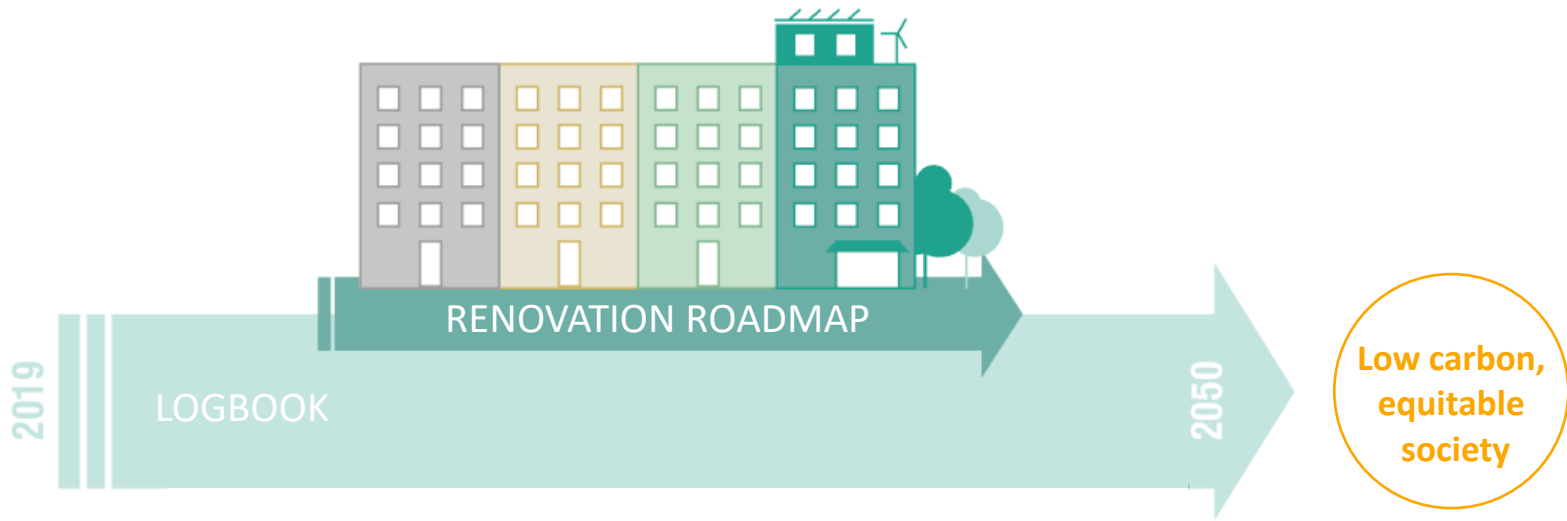 RENOVATION ROADMAP
2019
LOGBOOK
2050
Low carbon,
equitable
society